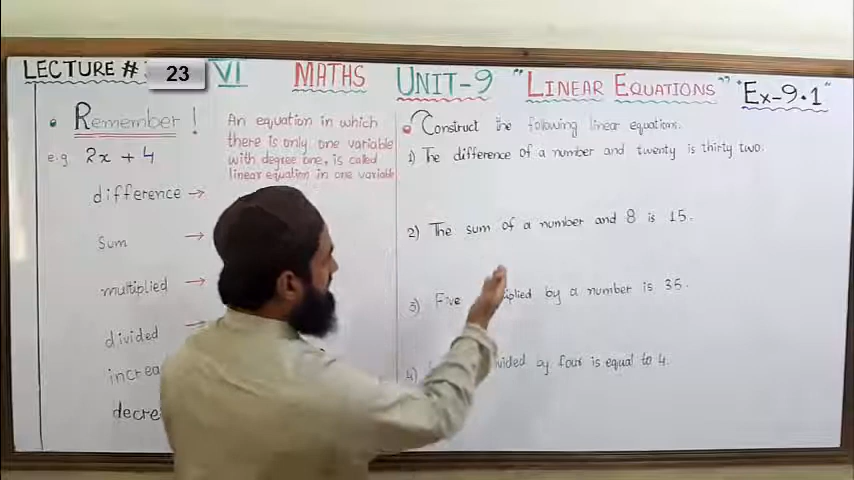 LECTURE # 23 VI MATHS UNIT-9 "LINEAR EQUATIONS" "Ex-9.1"
Remember!
e.g 2x + 4
difference →
Sum →
multiplied →
divided →
An equation in which
there is only one variable
with degree one, is called
linear equation in one variable
Construct the following linear equations.
1) The difference of a number and twenty is thirty two.
2) The sum of a number and 8 is 15.
3) Five by a number is 35.
4) by four is equal to 4.